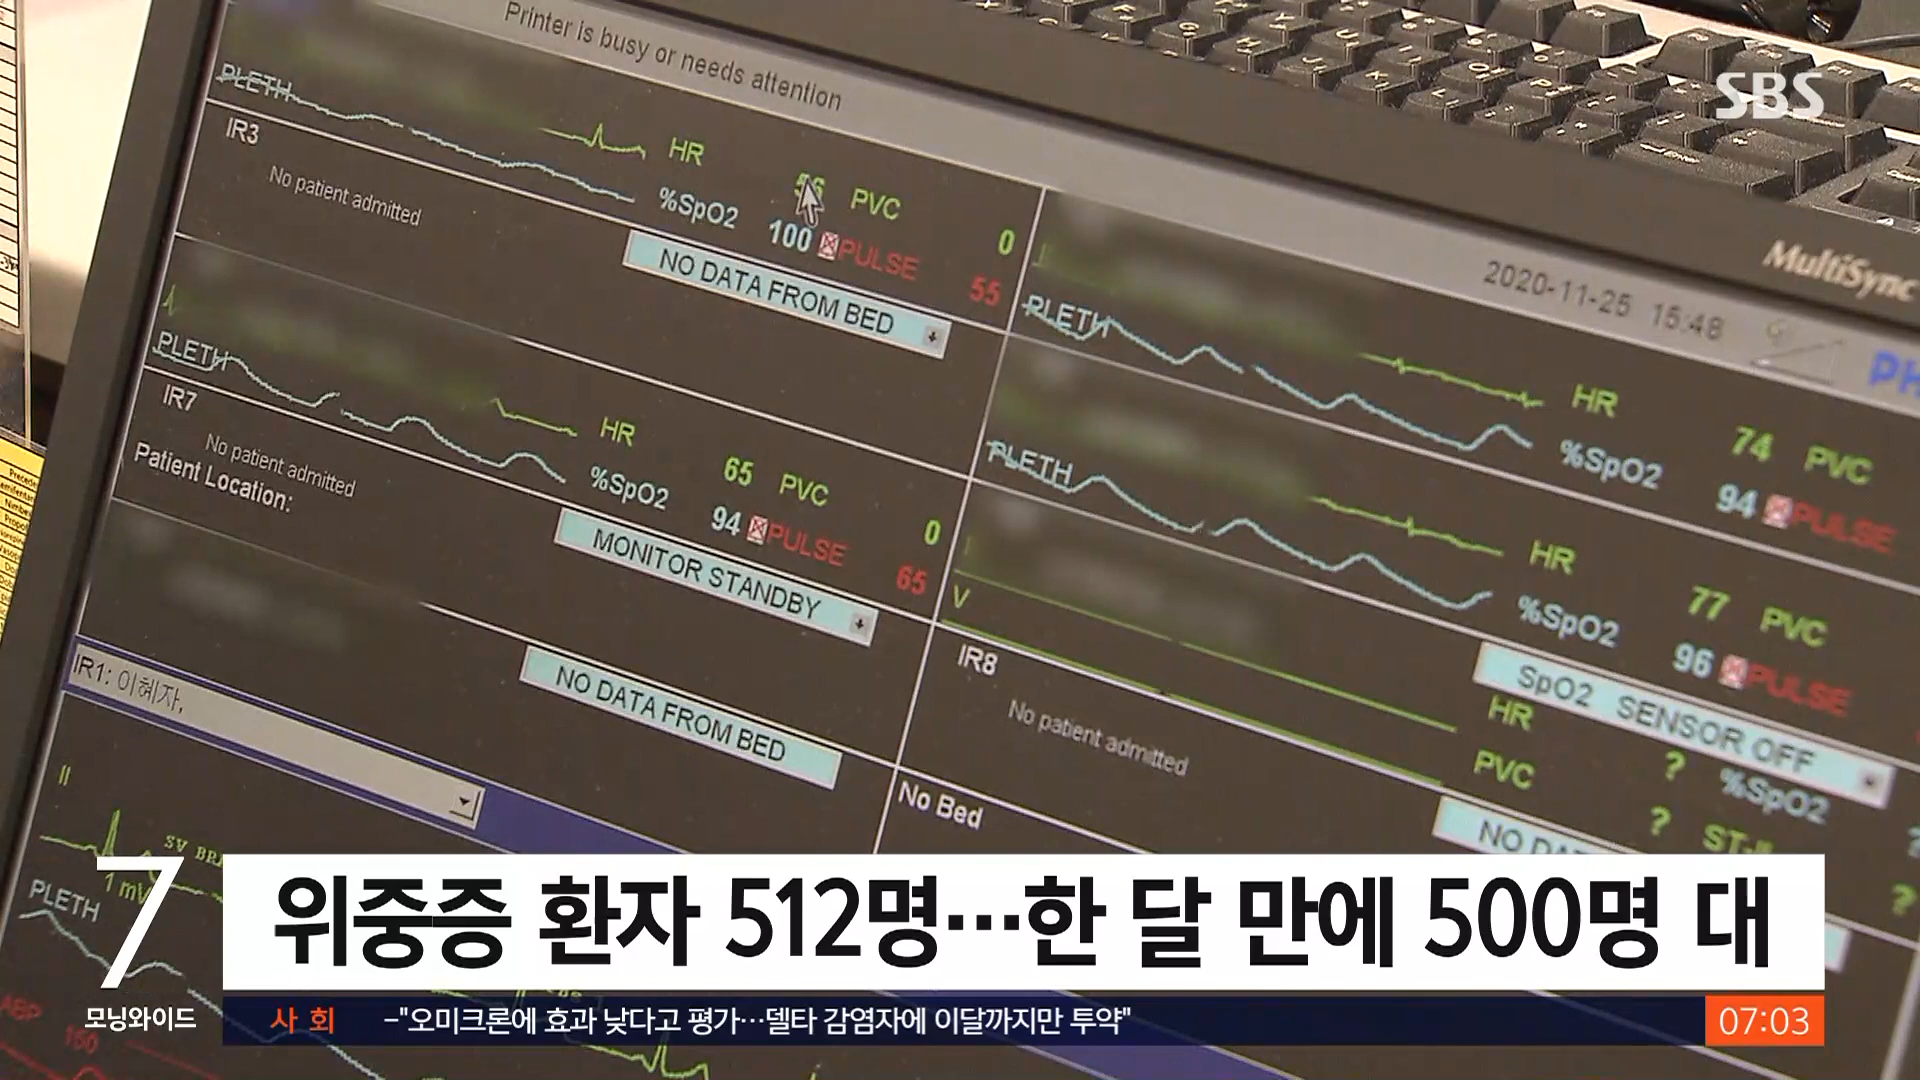 Printer is busy or needs attention
SBS
PLETH
HR
IR3
No patient admitted
%SpO2
PVC
0
100
PULSE
55
NO DATA FROM BED
MultiSync
2020-11-25 15:48
PLETH
HR
74
PVC
%SpO2
94
PULSE
PLETH
IR7
No patient admitted
Patient Location:
HR
65
PVC
0
%SpO2
94
PULSE
65
MONITOR STANDBY
PLETH
HR
77
PVC
%SpO2
96
PULSE
SpO2 SENSOR OFF
V
IR8
No patient admitted
HR
?
%SpO2
PVC
?
ST-II
?
NO DATA FROM BED
IR1: 이혜자,
No Bed
II
1 mV
PLETH
7
위중증 환자 512명…한 달 만에 500명 대
모닝와이드
사회
-"오미크론에 효과 낮다고 평가…델타 감염자에 이달까지만 투약"
07:03